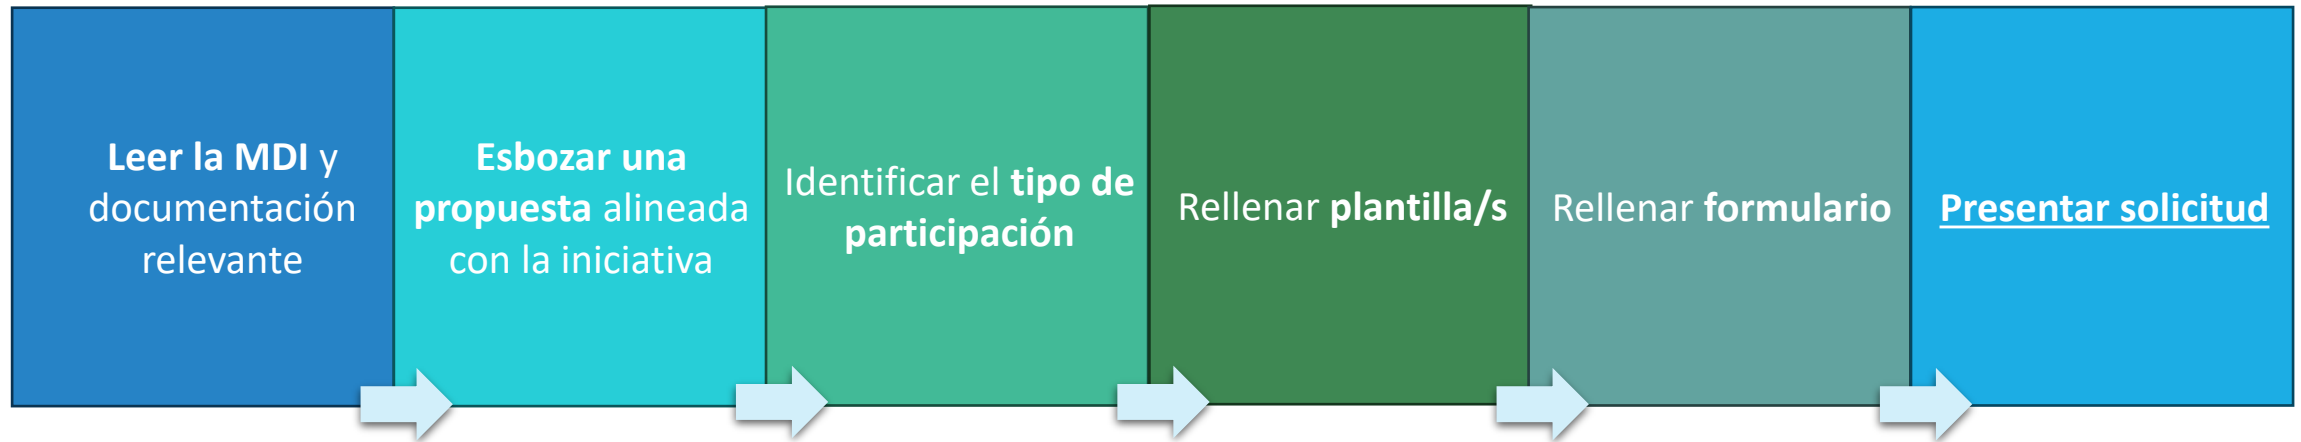 Leer la MDI y
documentación
relevante
Esbozar una
propuesta alineada
con la iniciativa
Identificar el tipo de
participación
Rellenar plantilla/s
Rellenar formulario
Presentar solicitud